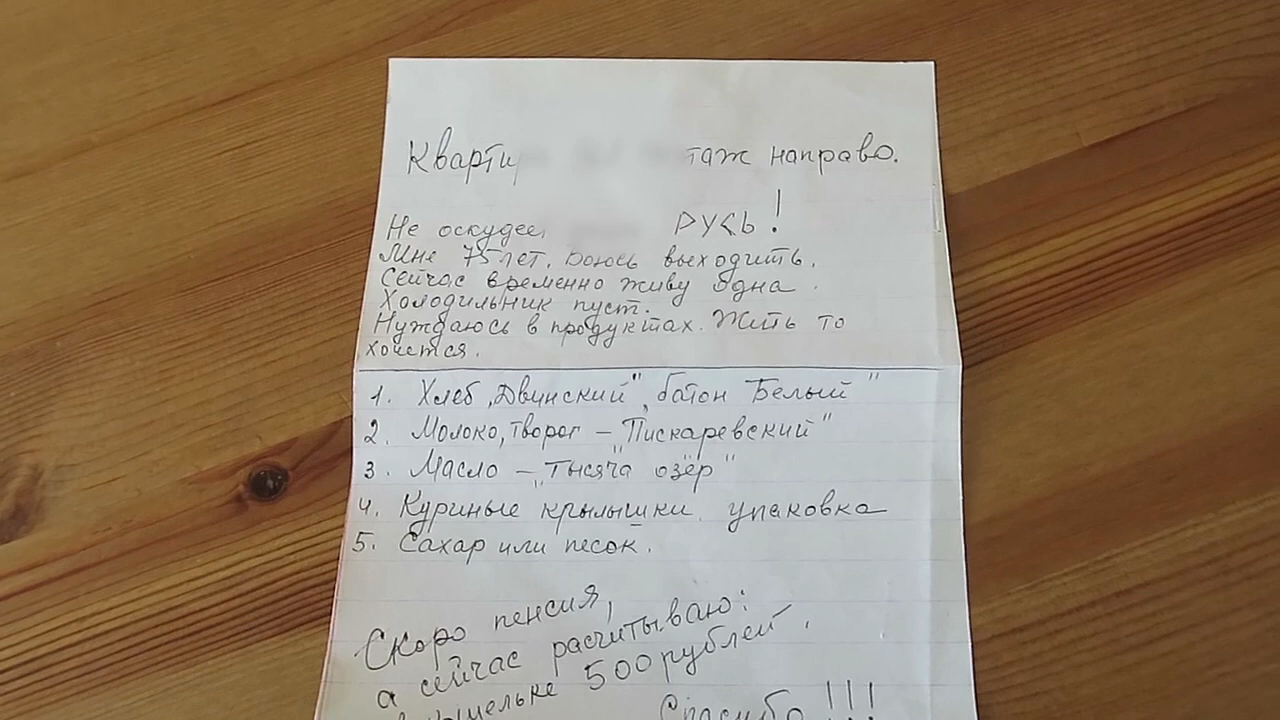 Кварти таж направо.
Не оскудее РУСЬ!
Мне 75 лет. Боюсь выходить.
Сейчас временно живу одна.
Холодильник пуст.
Нуждаюсь в продуктах. Жить то
хочется.
1. Хлеб „Двинский", батон Белый"
2. Молоко, творог – "Пискаревский"
3. Масло – „Тысяча озёр"
4. Куриные крылышки. упаковка
5. Сахар или песок.
Скоро пенсия,
а сейчас расчитываю:
в кошельке 500 рублей.
Спасибо!!!